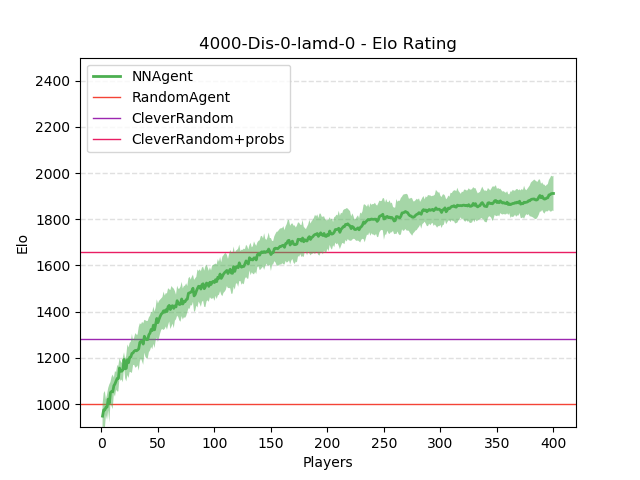 4000-Dis-0-lamd-0 - Elo Rating
NNAgent
RandomAgent
CleverRandom
CleverRandom+probs
Elo
2400
2200
2000
1800
1600
1400
1200
1000
0 50 100 150 200 250 300 350 400
Players